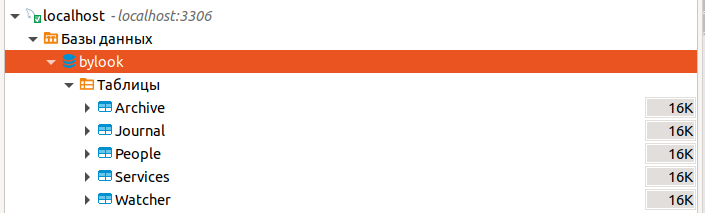 localhost - localhost:3306
Базы данных
bylook
Таблицы
Archive 16K
Journal 16K
People 16K
Services 16K
Watcher 16K